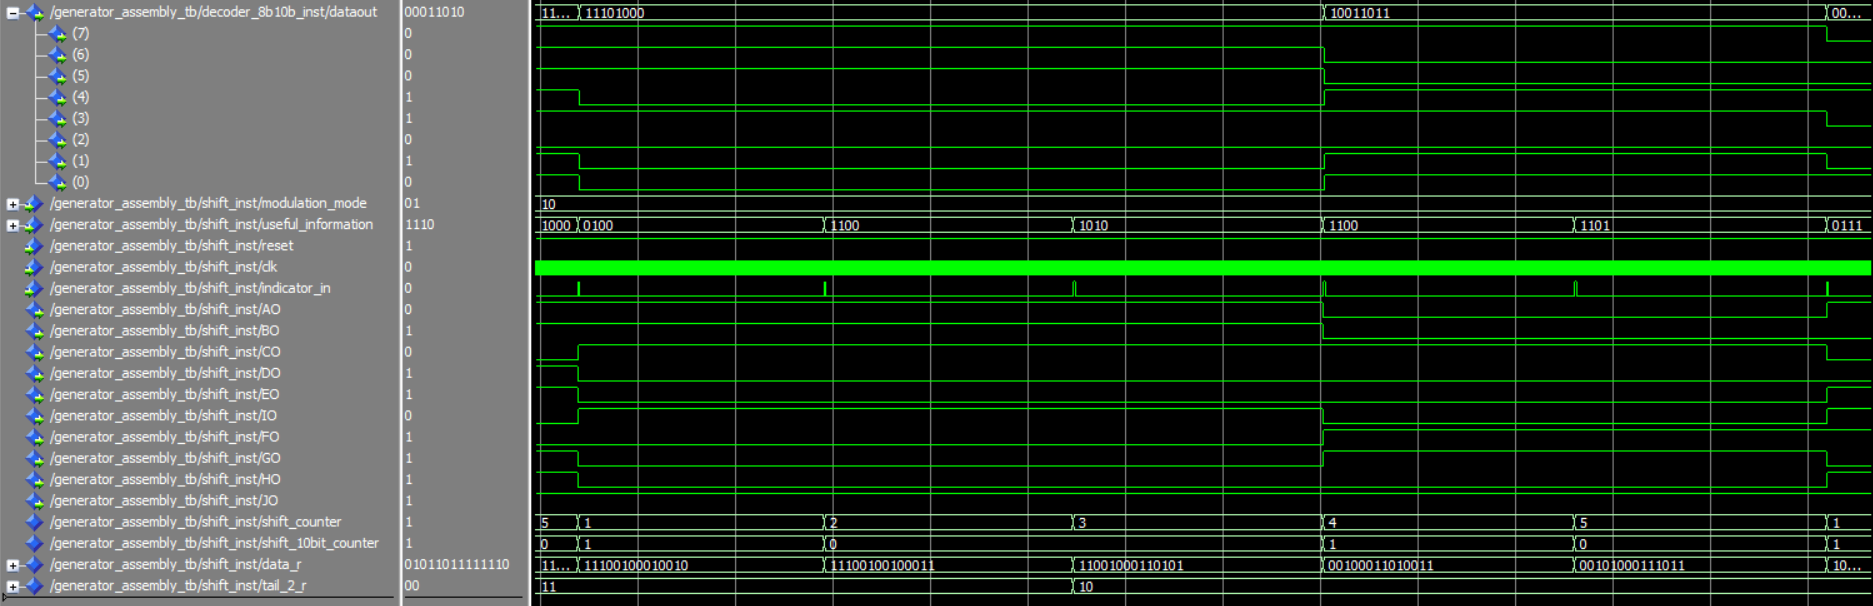 /generator_assembly_tb/decoder_8b10b_inst/dataout 00011010 11... 11101000 10011011 00...
(7) 0
(6) 0
(5) 0
(4) 1
(3) 1
(2) 0
(1) 1
(0) 0
/generator_assembly_tb/shift_inst/modulation_mode 01 10
/generator_assembly_tb/shift_inst/useful_information 1110 1000 0100 1100 1010 1100 1101 0111
/generator_assembly_tb/shift_inst/reset 1
/generator_assembly_tb/shift_inst/clk 0
/generator_assembly_tb/shift_inst/indicator_in 0
/generator_assembly_tb/shift_inst/AO 0
/generator_assembly_tb/shift_inst/BO 1
/generator_assembly_tb/shift_inst/CO 0
/generator_assembly_tb/shift_inst/DO 1
/generator_assembly_tb/shift_inst/EO 1
/generator_assembly_tb/shift_inst/IO 0
/generator_assembly_tb/shift_inst/FO 1
/generator_assembly_tb/shift_inst/GO 1
/generator_assembly_tb/shift_inst/HO 1
/generator_assembly_tb/shift_inst/JO 1
/generator_assembly_tb/shift_inst/shift_counter 1 5 1 2 3 4 5 1
/generator_assembly_tb/shift_inst/shift_10bit_counter 1 0 1 0 1 0 1
/generator_assembly_tb/shift_inst/data_r 01011011111110 11... 11100100010010 11100100100011 11001000110101 00100011010011 00101000111011 10...
/generator_assembly_tb/shift_inst/tail_2_r 00 11 10